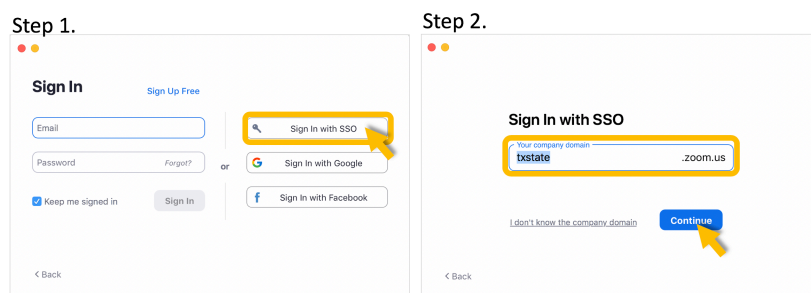 Step 1.
Sign In
Sign Up Free
Email
Password Forgot?
Keep me signed in
Sign In
or
Sign In with SSO
Sign In with Google
Sign In with Facebook
< Back
Step 2.
Sign In with SSO
Your company domain
txstate .zoom.us
I don't know the company domain
Continue
< Back